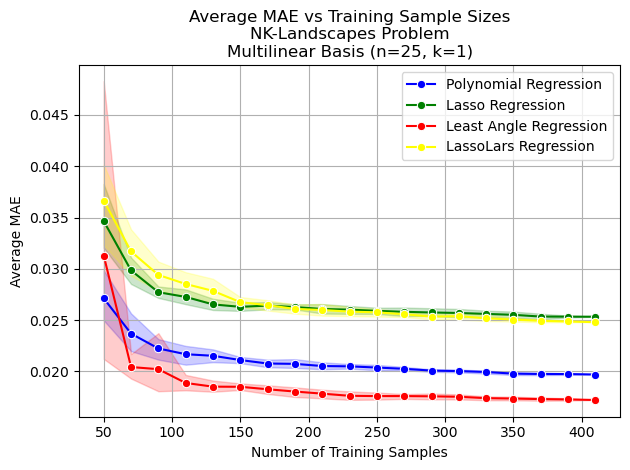 Average MAE vs Training Sample Sizes
NK-Landscapes Problem
Multilinear Basis (n=25, k=1)
Polynomial Regression
Lasso Regression
Least Angle Regression
LassoLars Regression
Average MAE
0.045
0.040
0.035
0.030
0.025
0.020
50 100 150 200 250 300 350 400
Number of Training Samples